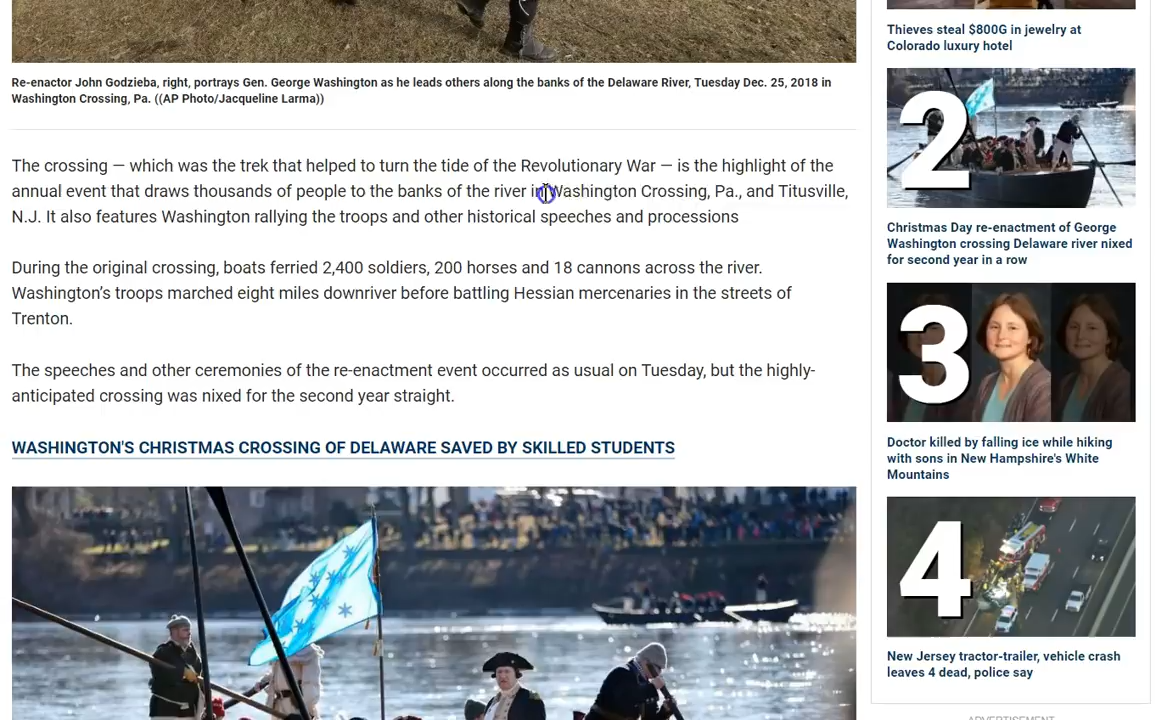 Re-enactor John Godzieba, right, portrays Gen. George Washington as he leads others along the banks of the Delaware River, Tuesday Dec. 25, 2018 in
Washington Crossing, Pa. ((AP Photo/Jacqueline Larma))
The crossing — which was the trek that helped to turn the tide of the Revolutionary War — is the highlight of the
annual event that draws thousands of people to the banks of the river in Washington Crossing, Pa., and Titusville,
N.J. It also features Washington rallying the troops and other historical speeches and processions
During the original crossing, boats ferried 2,400 soldiers, 200 horses and 18 cannons across the river.
Washington’s troops marched eight miles downriver before battling Hessian mercenaries in the streets of
Trenton.
The speeches and other ceremonies of the re-enactment event occurred as usual on Tuesday, but the highly-
anticipated crossing was nixed for the second year straight.
WASHINGTON'S CHRISTMAS CROSSING OF DELAWARE SAVED BY SKILLED STUDENTS
Thieves steal $800G in jewelry at
Colorado luxury hotel
2
Christmas Day re-enactment of George
Washington crossing Delaware river nixed
for second year in a row
3
Doctor killed by falling ice while hiking
with sons in New Hampshire's White
Mountains
4
New Jersey tractor-trailer, vehicle crash
leaves 4 dead, police say
ADVERTISEMENT